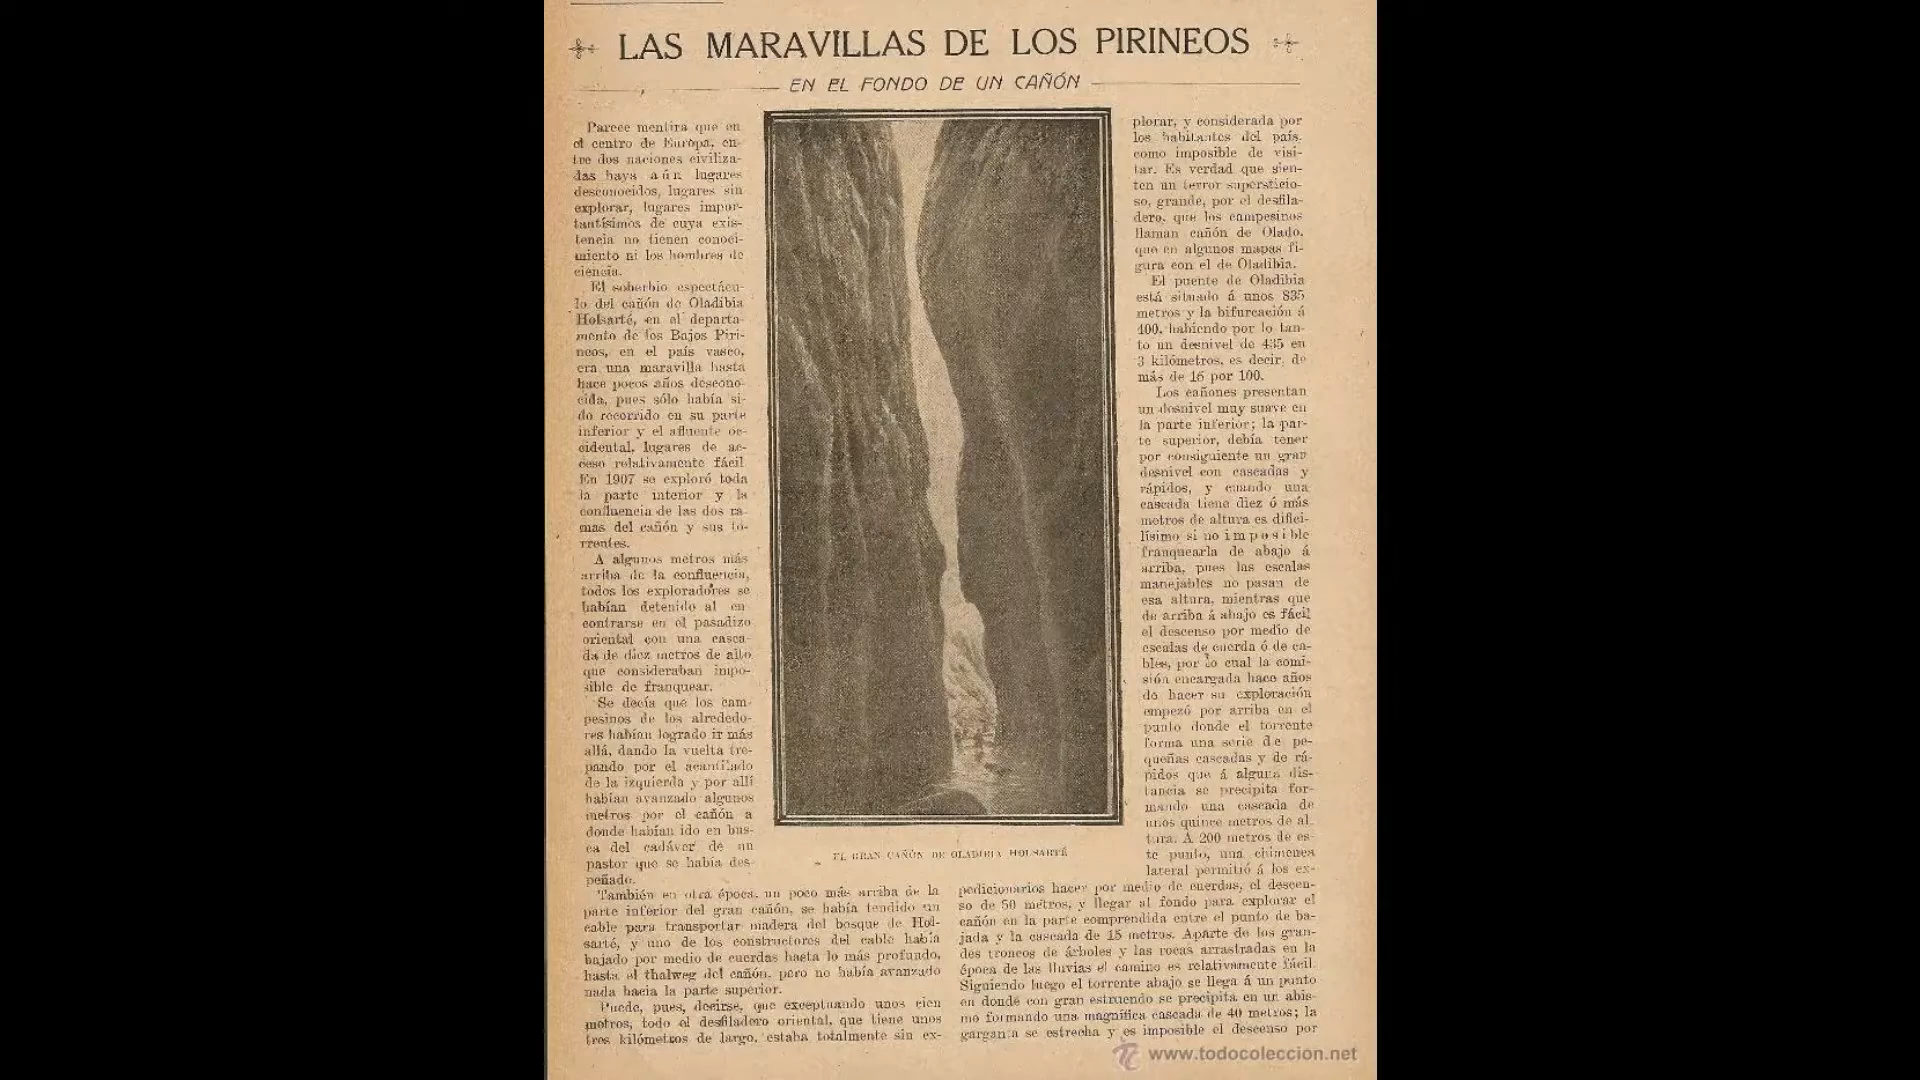 LAS MARAVILLAS DE LOS PIRINEOS
EN EL FONDO DE UN CAÑÓN
Parece mentira que en
el centro de Europa, en-
tre dos naciones civiliza-
das haya aún lugares
desconocidos, lugares sin
explorar, lugares impor-
tantísimos de cuya exis-
tencia no tienen conoci-
miento ni los hombres de
ciencia.
El soberbio espectácu-
lo del cañón de Oladibia
Holsarté, en el departa-
mento de los Bajos Piri-
neos, en el país vasco,
era una maravilla hasta
hace pocos años descono-
cida, pues sólo había si-
do recorrido en su parte
inferior y el afluente oc-
cidental, lugares de ac-
ceso relativamente fácil
En 1907 se exploró toda
la parte interior y la
confluencia de las dos ra-
mas del cañón y sus to-
rrentes.
A algunos metros más
arriba de la confluencia,
todos los exploradores se
habían detenido al en
contrarse en el pasadizo
oriental con una casca-
da de diez metros de alto
que consideraban impo-
sible de franquear.
Se decía que los cam-
pesinos de los alrededo-
res habían logrado ir más
allá, dando la vuelta tre-
pando por el acantilado
de la izquierda y por allí
habían avanzado algunos
metros por el cañón a
donde habían ido en bus-
ca del cadáver de un
pastor que se había des-
peñado.
También en otra época, un poco más arriba de la
parte inferior del gran cañón, se había tendido un
cable para transportar madera del bosque de Hol-
sarté, y uno de los constructores del cable había
bajado por medio de cuerdas hasta lo más profundo,
hasta el thalweg del cañón, pero no había avanzado
nada hacia la parte superior.
Puede, pues, decirse, que exceptuando unos cien
metros, todo el desfiladero oriental, que tiene unos
tres kilómetros de largo, estaba totalmente sin ex-
EL GRAN CAÑÓN DE OLADIBIA HOLSARTÉ
plorar, y considerada por
los habitantes del país,
como imposible de visi-
tar. Es verdad que sien-
ten un terror supersticio-
so, grande, por el desfila-
dero, que los campesinos
llaman cañón de Olado,
que en algunos mapas fi-
gura con el de Oladibia.
El puente de Oladibia
está situado á unos 835
metros y la bifurcación á
400, habiendo por lo tan-
to un desnivel de 435 en
3 kilómetros, es decir, de
más de 16 por 100.
Los cañones presentan
un desnivel muy suave en
la parte inferior; la par-
te superior, debía tener
por consiguiente un gran
desnivel con cascadas y
rápidos, y cuando una
cascada tiene diez ó más
metros de altura es difici-
lísimo si no imposible
franquearla de abajo á
arriba, pues las escalas
manejables no pasan de
esa altura, mientras que
de arriba á abajo es fácil
el descenso por medio de
escalas de cuerda ó de ca-
bles, por lo cual la comi-
sión encargada hace años
de hacer su exploración
empezó por arriba en el
punto donde el torrente
forma una serie de pe-
queñas cascadas y de rá-
pidos que á alguna dis-
tancia se precipita for-
mando una cascada de
unos quince metros de al-
tura. A 200 metros de es-
te punto, una chimenea
lateral permitió á los ex-
pedicionarios hacer por medio de cuerdas, el descen-
so de 50 metros, y llegar al fondo para explorar el
cañón en la parte comprendida entre el punto de ba-
jada y la cascada de 15 metros. Aparte de los gran-
des troncos de árboles y las rocas arrastradas en la
época de las lluvias el camino es relativamente fácil.
Siguiendo luego el torrente abajo se llega á un punto
en donde con gran estruendo se precipita en un abis-
mo formando una magnífica cascada de 40 metros; la
garganta se estrecha y es imposible el descenso por
www.todocoleccion.net